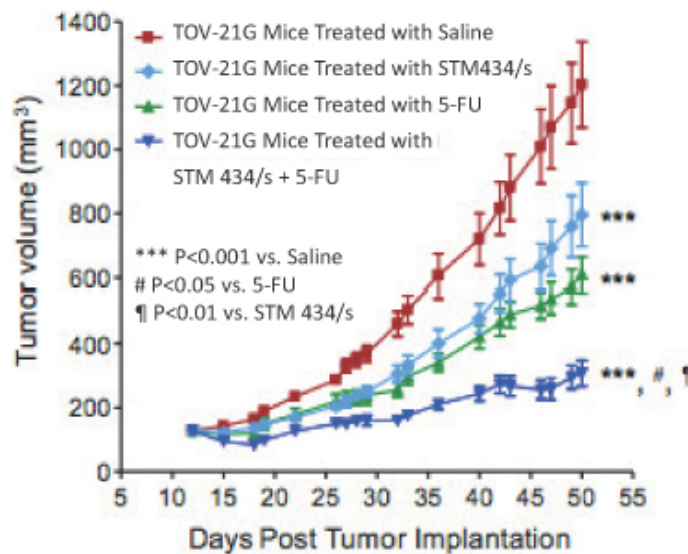 TOV-21G Mice Treated with Saline
TOV-21G Mice Treated with STM434/s
TOV-21G Mice Treated with 5-FU
TOV-21G Mice Treated with
STM 434/s + 5-FU
*** P<0.001 vs. Saline
# P<0.05 vs. 5-FU
¶ P<0.01 vs. STM 434/s
Tumor volume (mm³)
1400
1200
1000
800
600
400
200
0
***
***
***, #, ¶
5 10 15 20 25 30 35 40 45 50 55
Days Post Tumor Implantation